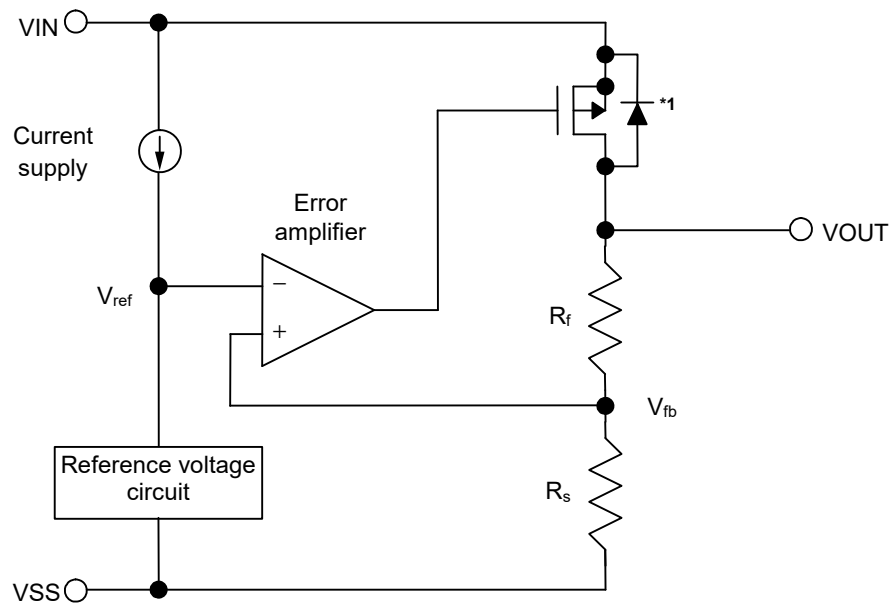 VIN
*1
Current
supply
Error
amplifier
VOUT
Vref
−
+
Rf
Vfb
Reference voltage
circuit
Rs
VSS